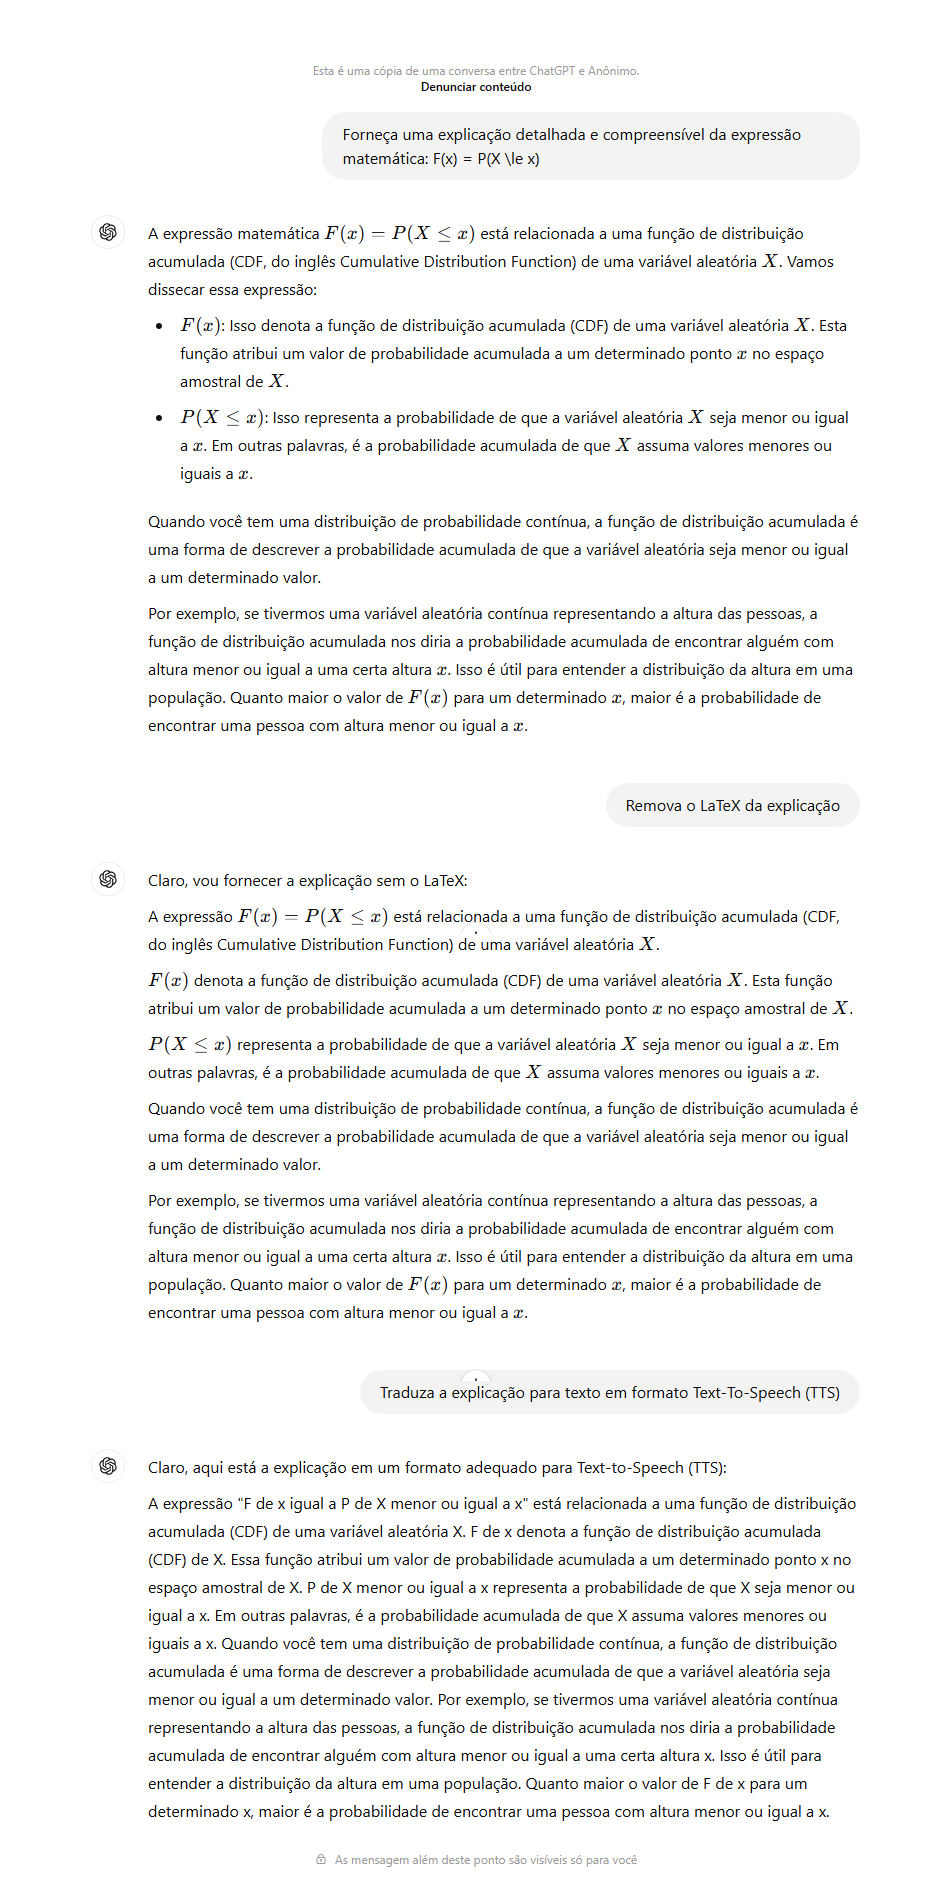 Esta é uma cópia de uma conversa entre ChatGPT e Anônimo.
Denunciar conteúdo
Forneça uma explicação detalhada e compreensível da expressão
matemática: F(x) = P(X \le x)
A expressão matemática F(x) = P(X ≤ x) está relacionada a uma função de distribuição
acumulada (CDF, do inglês Cumulative Distribution Function) de uma variável aleatória X. Vamos
dissecar essa expressão:
• F(x): Isso denota a função de distribuição acumulada (CDF) de uma variável aleatória X. Esta
função atribui um valor de probabilidade acumulada a um determinado ponto x no espaço
amostral de X.
• P(X ≤ x): Isso representa a probabilidade de que a variável aleatória X seja menor ou igual
a x. Em outras palavras, é a probabilidade acumulada de que X assuma valores menores ou
iguais a x.
Quando você tem uma distribuição de probabilidade contínua, a função de distribuição acumulada é
uma forma de descrever a probabilidade acumulada de que a variável aleatória seja menor ou igual
a um determinado valor.
Por exemplo, se tivermos uma variável aleatória contínua representando a altura das pessoas, a
função de distribuição acumulada nos diria a probabilidade acumulada de encontrar alguém com
altura menor ou igual a uma certa altura x. Isso é útil para entender a distribuição da altura em uma
população. Quanto maior o valor de F(x) para um determinado x, maior é a probabilidade de
encontrar uma pessoa com altura menor ou igual a x.
Remova o LaTeX da explicação
Claro, vou fornecer a explicação sem o LaTeX:
A expressão F(x) = P(X ≤ x) está relacionada a uma função de distribuição acumulada (CDF,
do inglês Cumulative Distribution Function) de uma variável aleatória X.
F(x) denota a função de distribuição acumulada (CDF) de uma variável aleatória X. Esta função
atribui um valor de probabilidade acumulada a um determinado ponto x no espaço amostral de X.
P(X ≤ x) representa a probabilidade de que a variável aleatória X seja menor ou igual a x. Em
outras palavras, é a probabilidade acumulada de que X assuma valores menores ou iguais a x.
Quando você tem uma distribuição de probabilidade contínua, a função de distribuição acumulada é
uma forma de descrever a probabilidade acumulada de que a variável aleatória seja menor ou igual
a um determinado valor.
Por exemplo, se tivermos uma variável aleatória contínua representando a altura das pessoas, a
função de distribuição acumulada nos diria a probabilidade acumulada de encontrar alguém com
altura menor ou igual a uma certa altura x. Isso é útil para entender a distribuição da altura em uma
população. Quanto maior o valor de F(x) para um determinado x, maior é a probabilidade de
encontrar uma pessoa com altura menor ou igual a x.
Traduza a explicação para texto em formato Text-To-Speech (TTS)
Claro, aqui está a explicação em um formato adequado para Text-to-Speech (TTS):
A expressão "F de x igual a P de X menor ou igual a x" está relacionada a uma função de distribuição
acumulada (CDF) de uma variável aleatória X. F de x denota a função de distribuição acumulada
(CDF) de X. Essa função atribui um valor de probabilidade acumulada a um determinado ponto x no
espaço amostral de X. P de X menor ou igual a x representa a probabilidade de que X seja menor ou
igual a x. Em outras palavras, é a probabilidade acumulada de que X assuma valores menores ou
iguais a x. Quando você tem uma distribuição de probabilidade contínua, a função de distribuição
acumulada é uma forma de descrever a probabilidade acumulada de que a variável aleatória seja
menor ou igual a um determinado valor. Por exemplo, se tivermos uma variável aleatória contínua
representando a altura das pessoas, a função de distribuição acumulada nos diria a probabilidade
acumulada de encontrar alguém com altura menor ou igual a uma certa altura x. Isso é útil para
entender a distribuição da altura em uma população. Quanto maior o valor de F de x para um
determinado x, maior é a probabilidade de encontrar uma pessoa com altura menor ou igual a x.
As mensagem além deste ponto são visíveis só para você